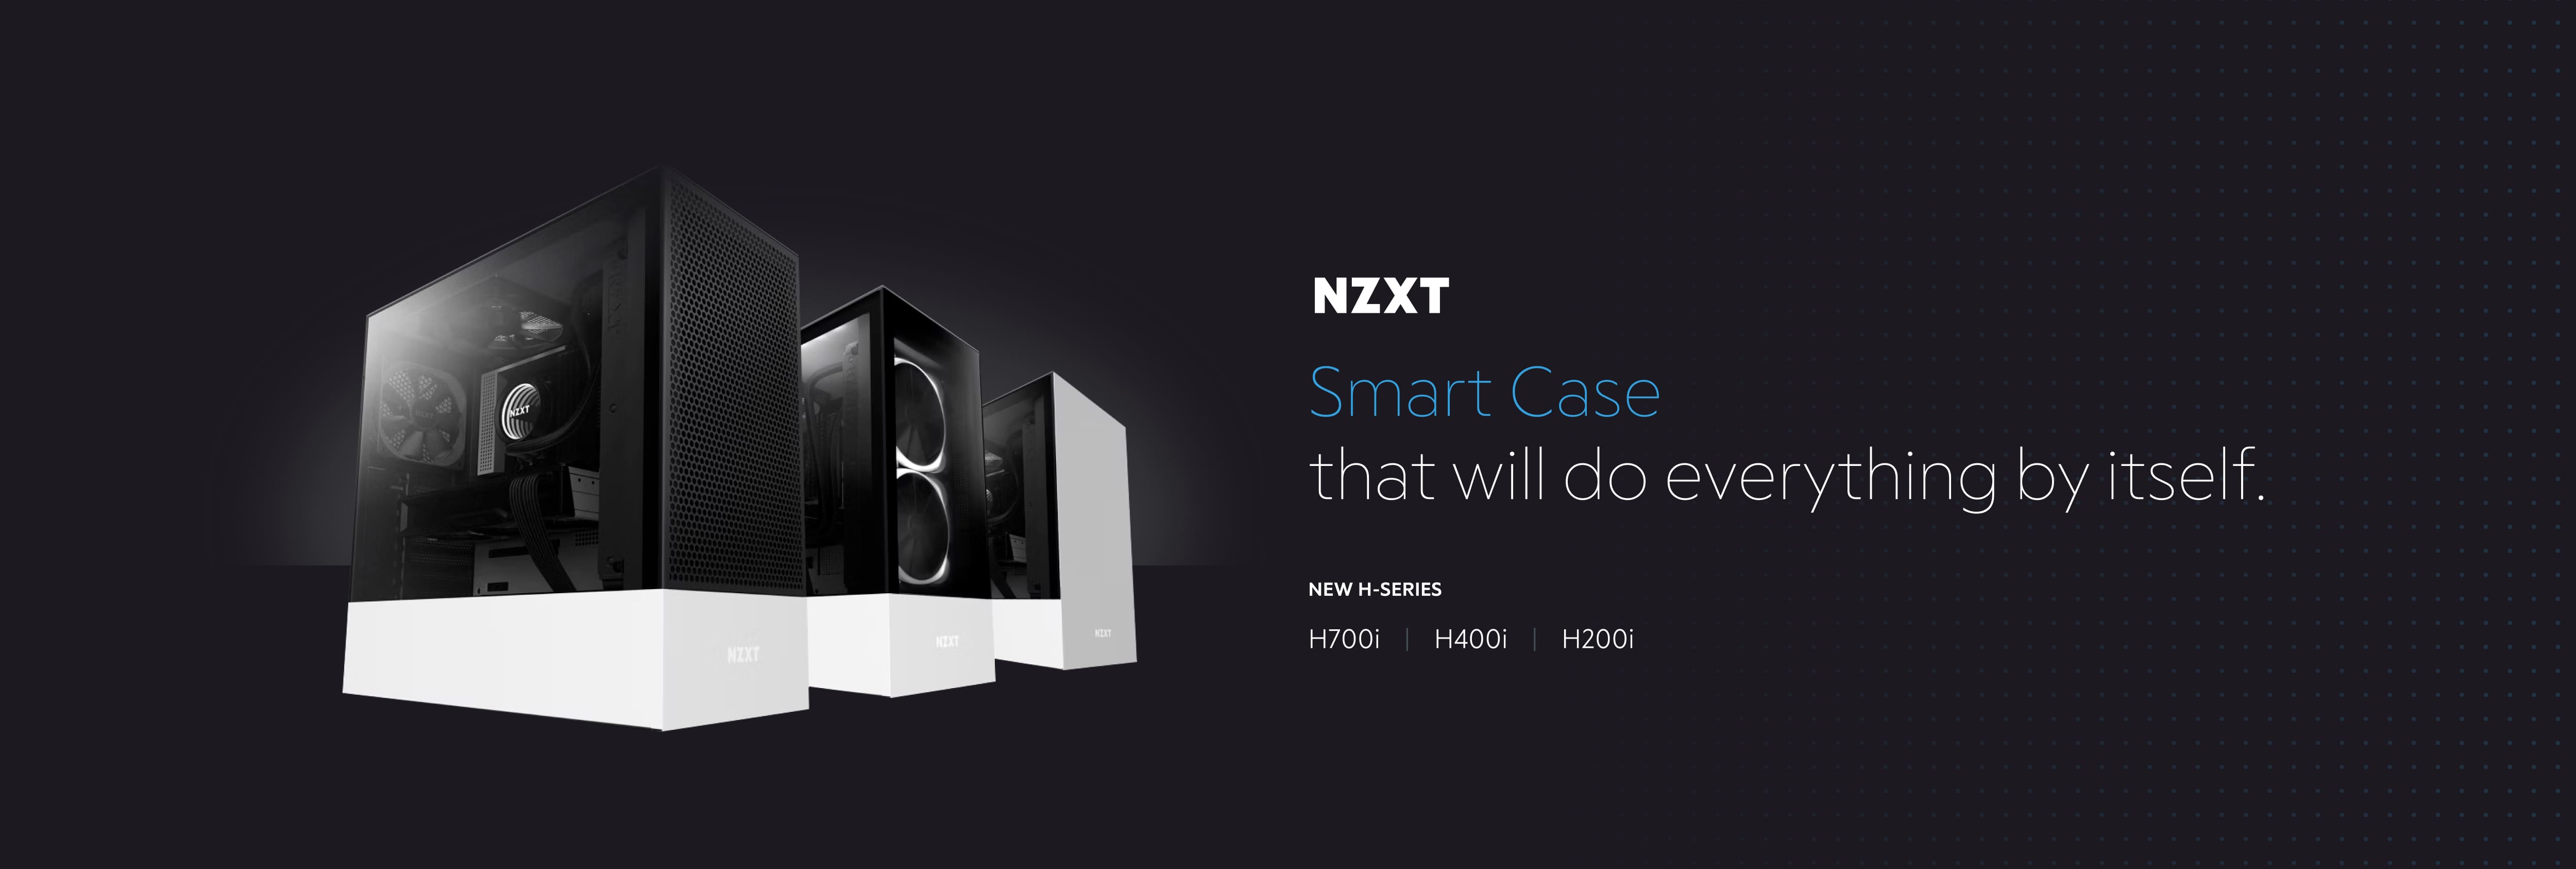 NZXT
Smart Case
that will do everything by itself.
NEW H-SERIES
H700i | H400i | H200i
NZXT
NZXT
NZXT
NZXT